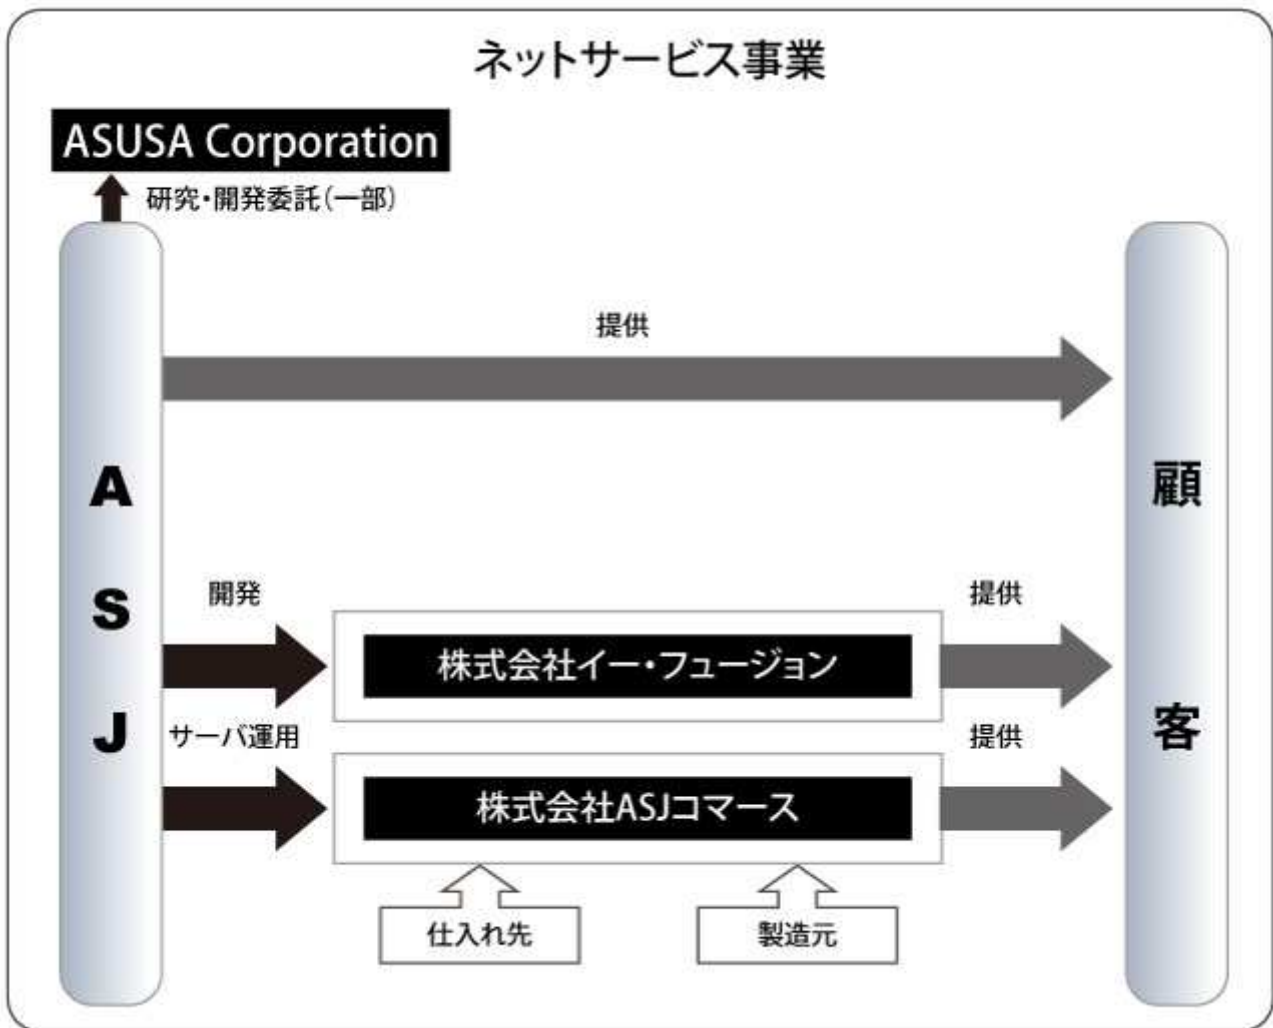 ネットサービス事業
ASUSA Corporation
研究・開発委託(一部)
提供
ASJ
顧客
開発
提供
株式会社イー・フュージョン
サーバ運用
提供
株式会社ASJコマース
仕入れ先
製造元